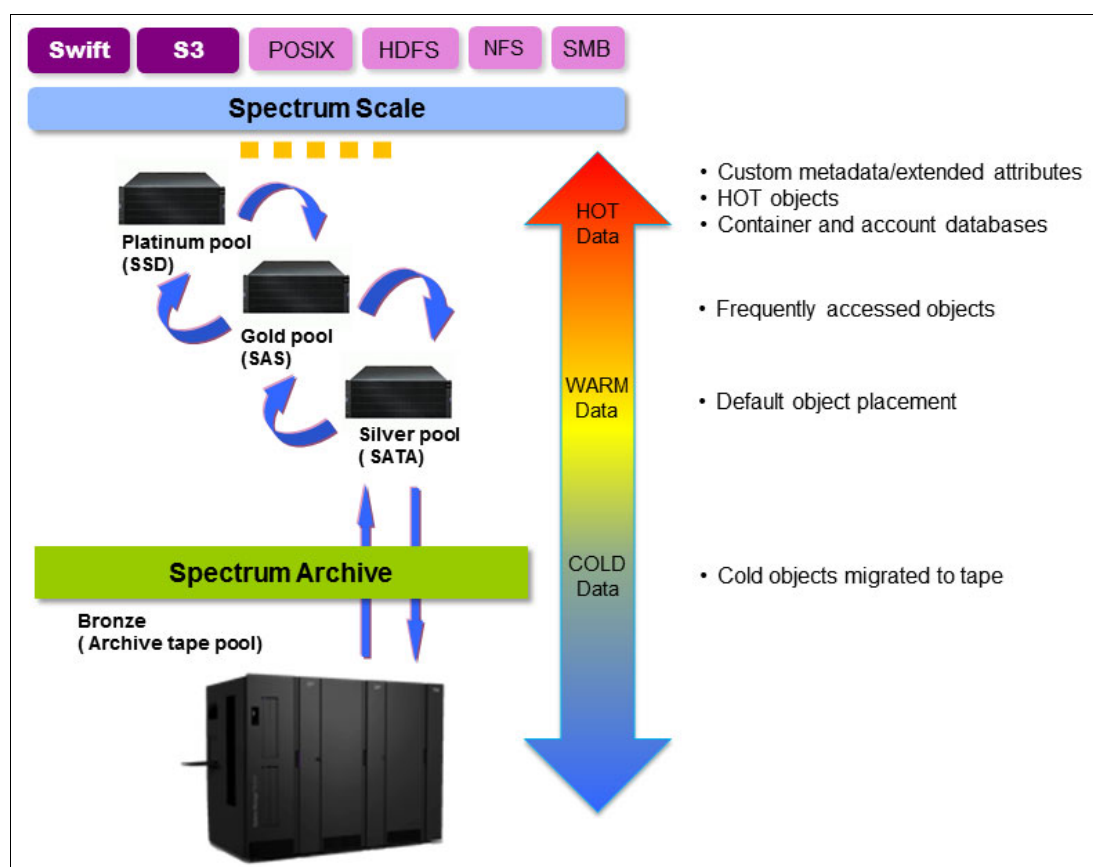 Swift
S3
POSIX
HDFS
NFS
SMB
Spectrum Scale
Platinum pool
(SSD)
Gold pool
(SAS)
Silver pool
( SATA)
Spectrum Archive
Bronze
( Archive tape pool)
HOT
Data
WARM
Data
COLD
Data
• Custom metadata/extended attributes
• HOT objects
• Container and account databases
• Frequently accessed objects
• Default object placement
• Cold objects migrated to tape